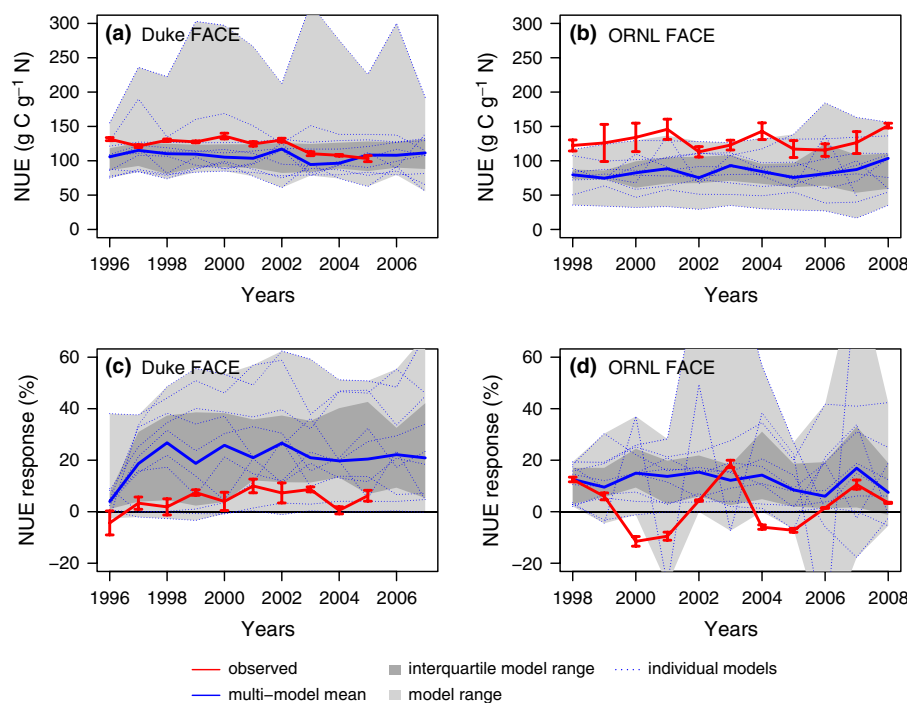 (a) Duke FACE
(b) ORNL FACE
NUE (g C g⁻¹ N)
300
250
200
150
100
50
0
1996 1998 2000 2002 2004 2006
Years
NUE (g C g⁻¹ N)
300
250
200
150
100
50
0
1998 2000 2002 2004 2006 2008
Years
(c) Duke FACE
(d) ORNL FACE
NUE response (%)
60
40
20
0
−20
1996 1998 2000 2002 2004 2006
Years
NUE response (%)
60
40
20
0
−20
1998 2000 2002 2004 2006 2008
Years
observed
interquartile model range
individual models
multi−model mean
model range